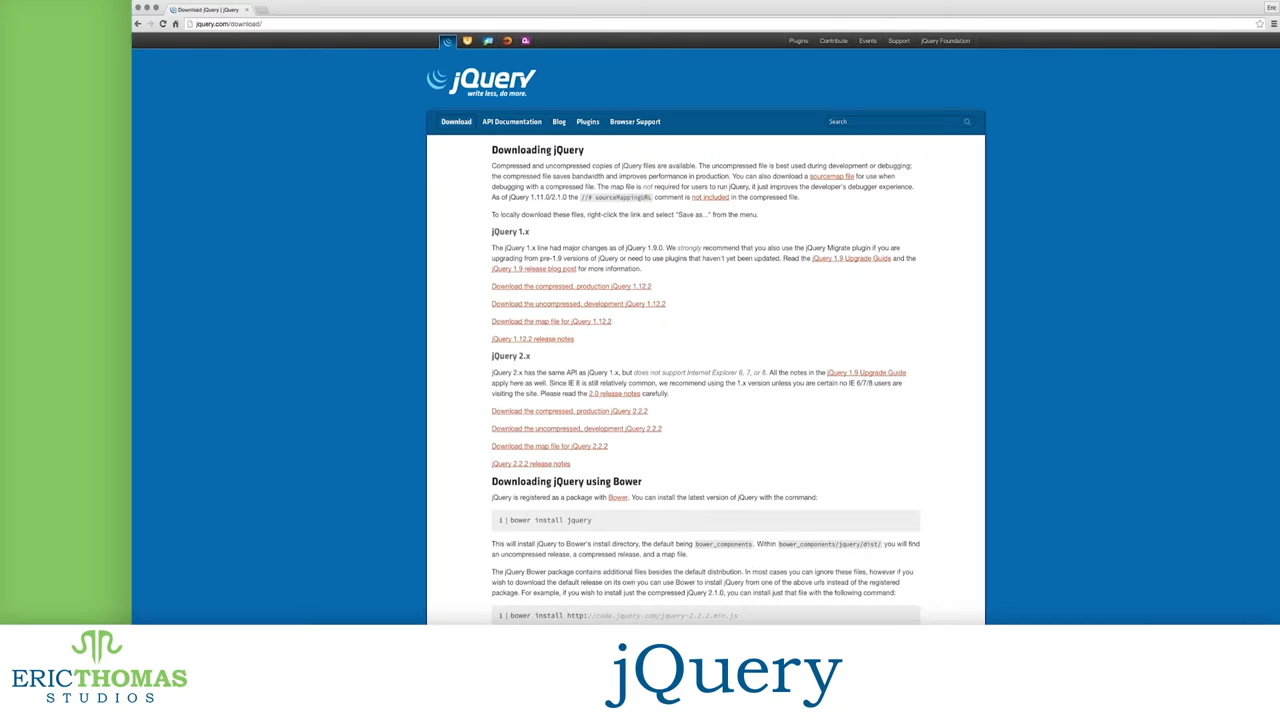 Download jQuery | jQuery
Eric
jquery.com/download/
Plugins Contribute Events Support jQuery Foundation
jQuery
write less, do more.
Download API Documentation Blog Plugins Browser Support Search
Downloading jQuery
Compressed and uncompressed copies of jQuery files are available. The uncompressed file is best used during development or debugging;
the compressed file saves bandwidth and improves performance in production. You can also download a sourcemap file for use when
debugging with a compressed file. The map file is not required for users to run jQuery, it just improves the developer's debugger experience.
As of jQuery 1.11.0/2.1.0 the //# sourceMappingURL comment is not included in the compressed file.
To locally download these files, right-click the link and select "Save as..." from the menu.
jQuery 1.x
The jQuery 1.x line had major changes as of jQuery 1.9.0. We strongly recommend that you also use the jQuery Migrate plugin if you are
upgrading from pre-1.9 versions of jQuery or need to use plugins that haven't yet been updated. Read the jQuery 1.9 Upgrade Guide and the
jQuery 1.9 release blog post for more information.
Download the compressed, production jQuery 1.12.2
Download the uncompressed, development jQuery 1.12.2
Download the map file for jQuery 1.12.2
jQuery 1.12.2 release notes
jQuery 2.x
jQuery 2.x has the same API as jQuery 1.x, but does not support Internet Explorer 6, 7, or 8. All the notes in the jQuery 1.9 Upgrade Guide
apply here as well. Since IE 8 is still relatively common, we recommend using the 1.x version unless you are certain no IE 6/7/8 users are
visiting the site. Please read the 2.0 release notes carefully.
Download the compressed, production jQuery 2.2.2
Download the uncompressed, development jQuery 2.2.2
Download the map file for jQuery 2.2.2
jQuery 2.2.2 release notes
Downloading jQuery using Bower
jQuery is registered as a package with Bower. You can install the latest version of jQuery with the command:
1 | bower install jquery
This will install jQuery to Bower's install directory, the default being bower_components. Within bower_components/jquery/dist/ you will find
an uncompressed release, a compressed release, and a map file.
The jQuery Bower package contains additional files besides the default distribution. In most cases you can ignore these files, however if you
wish to download the default release on its own you can use Bower to install jQuery from one of the above urls instead of the registered
package. For example, if you wish to install just the compressed jQuery 2.1.0, you can install just that file with the following command:
1 | bower install http://code.jquery.com/jquery-2.2.2.min.js
ERICTHOMAS
STUDIOS
jQuery